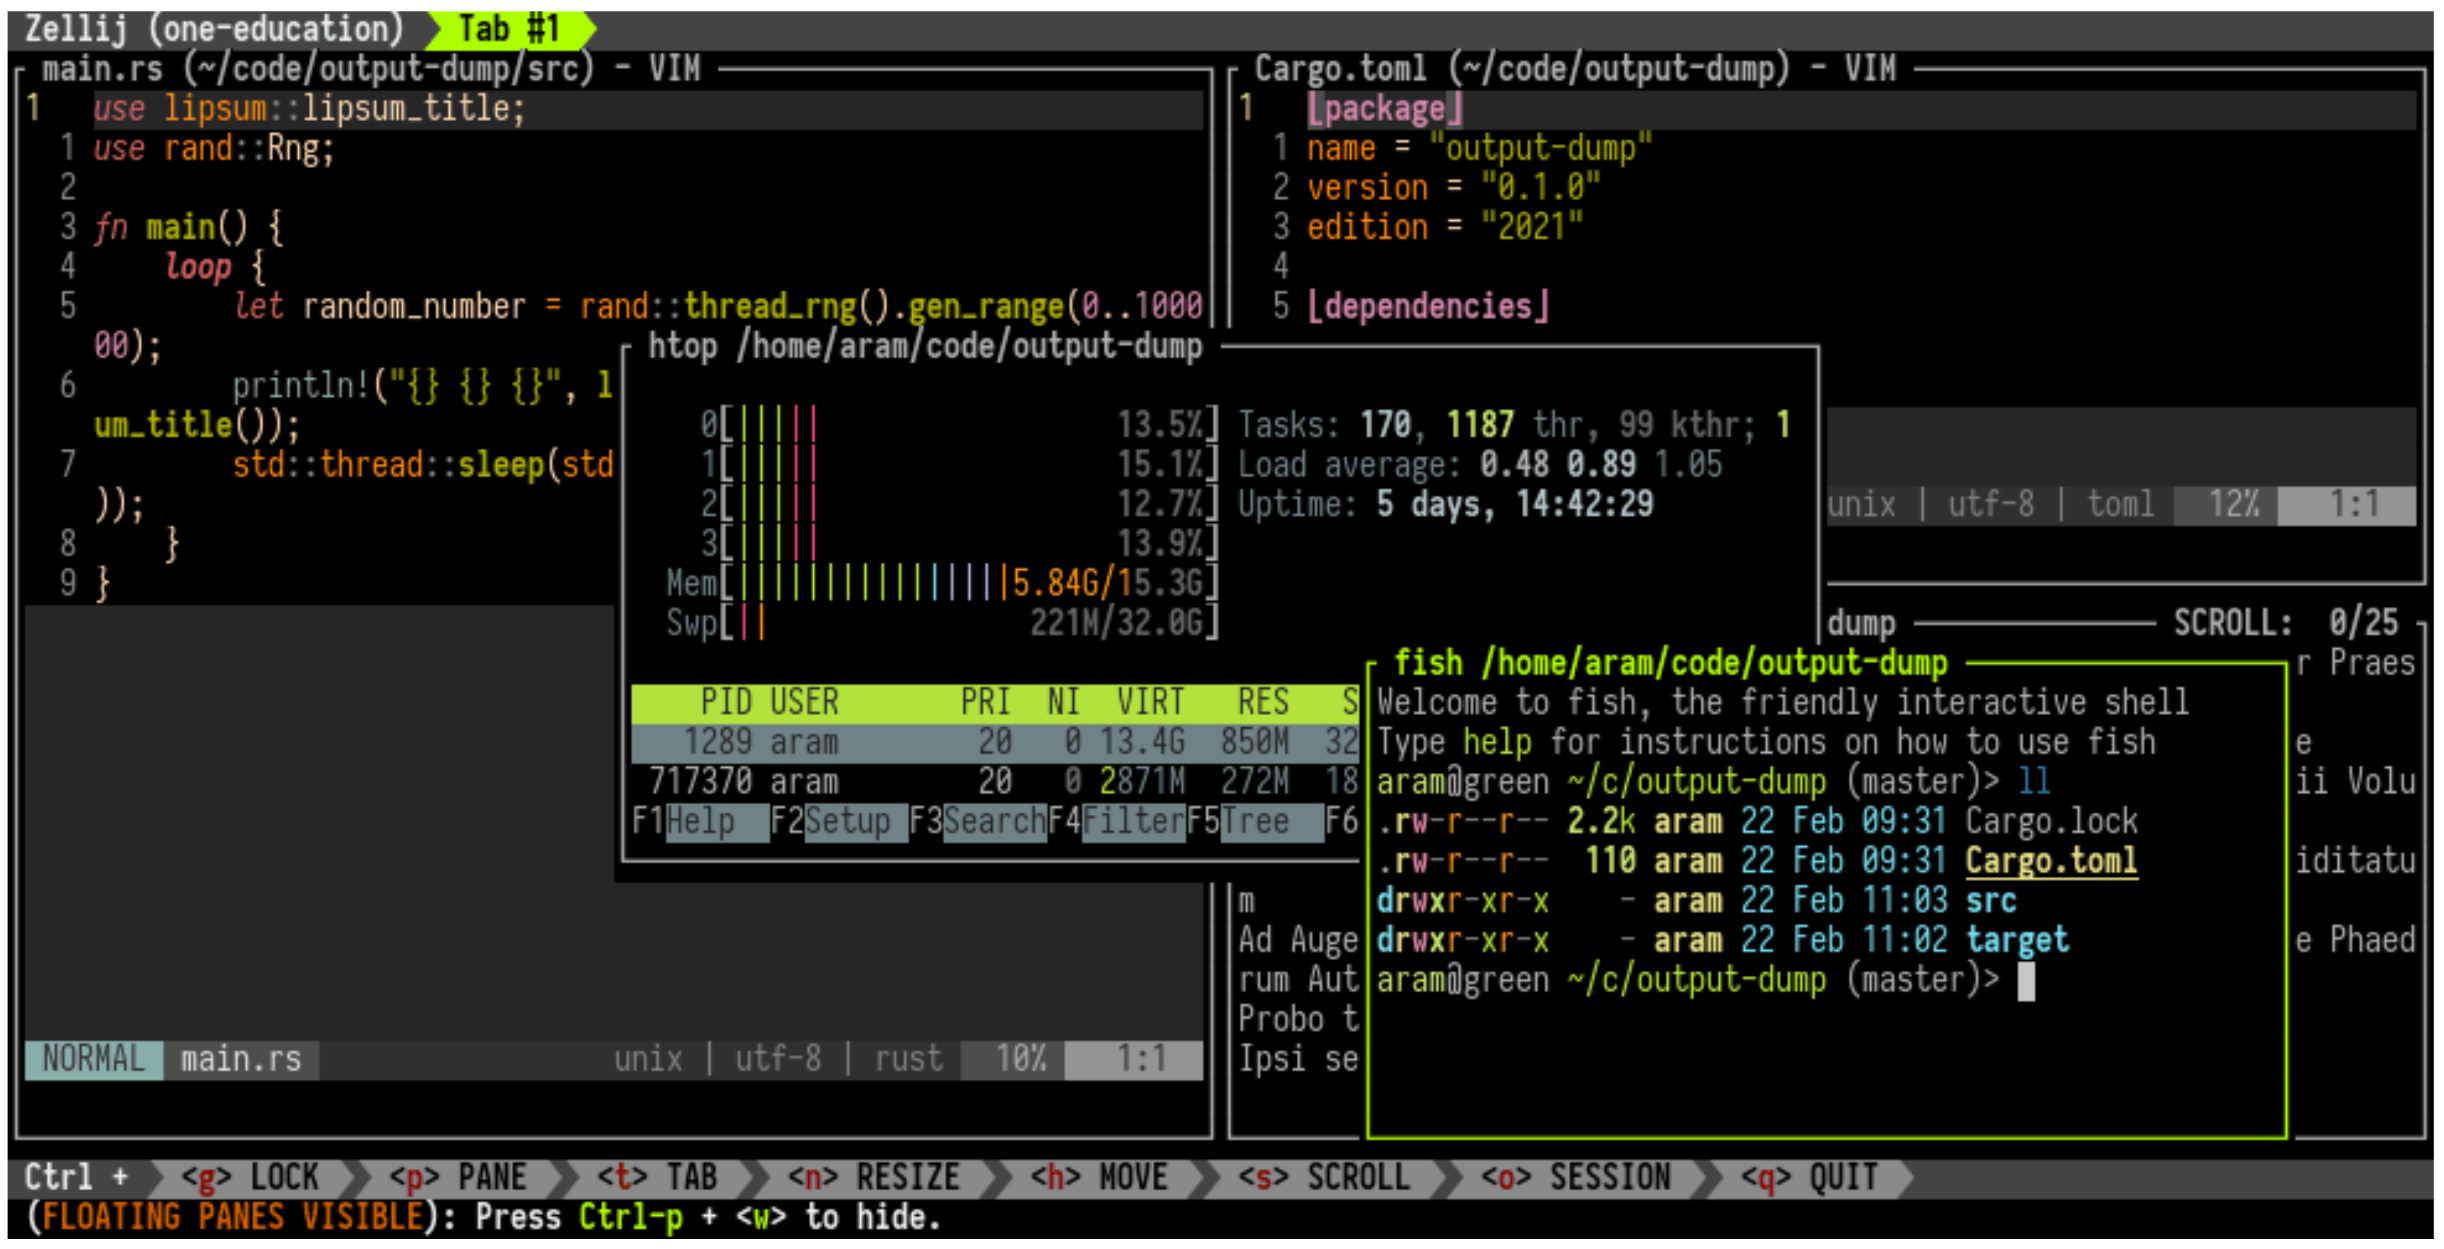 Zellij (one-education) Tab #1
main.rs (~/code/output-dump/src) - VIM
1 use lipsum::lipsum_title;
1 use rand::Rng;
2
3 fn main() {
4 loop {
5 let random_number = rand::thread_rng().gen_range(0..1000
00);
6 println!("{} {} {}", l
um_title());
7 std::thread::sleep(std
));
8 }
9 }
NORMAL main.rs unix | utf-8 | rust 10% 1:1
Cargo.toml (~/code/output-dump) - VIM
1 [package]
1 name = "output-dump"
2 version = "0.1.0"
3 edition = "2021"
4
5 [dependencies]
unix | utf-8 | toml 12% 1:1
htop /home/aram/code/output-dump
0[||||| 13.5%] Tasks: 170, 1187 thr, 99 kthr; 1
1[||||| 15.1%] Load average: 0.48 0.89 1.05
2[||||| 12.7%] Uptime: 5 days, 14:42:29
3[||||| 13.9%]
Mem[||||||||||||||||5.84G/15.3G]
Swp[|| 221M/32.0G]
PID USER PRI NI VIRT RES S
1289 aram 20 0 13.4G 850M 32
717370 aram 20 0 2871M 272M 18
F1Help F2Setup F3SearchF4FilterF5Tree F6
dump SCROLL: 0/25
r Praes
e
ii Volu
iditatu
m
Ad Auge e Phaed
rum Aut
Probo t
Ipsi se
fish /home/aram/code/output-dump
Welcome to fish, the friendly interactive shell
Type help for instructions on how to use fish
aram@green ~/c/output-dump (master)> ll
.rw-r--r-- 2.2k aram 22 Feb 09:31 Cargo.lock
.rw-r--r-- 110 aram 22 Feb 09:31 Cargo.toml
drwxr-xr-x - aram 22 Feb 11:03 src
drwxr-xr-x - aram 22 Feb 11:02 target
aram@green ~/c/output-dump (master)>
Ctrl + <g> LOCK <p> PANE <t> TAB <n> RESIZE <h> MOVE <s> SCROLL <o> SESSION <q> QUIT
(FLOATING PANES VISIBLE): Press Ctrl-p + <w> to hide.